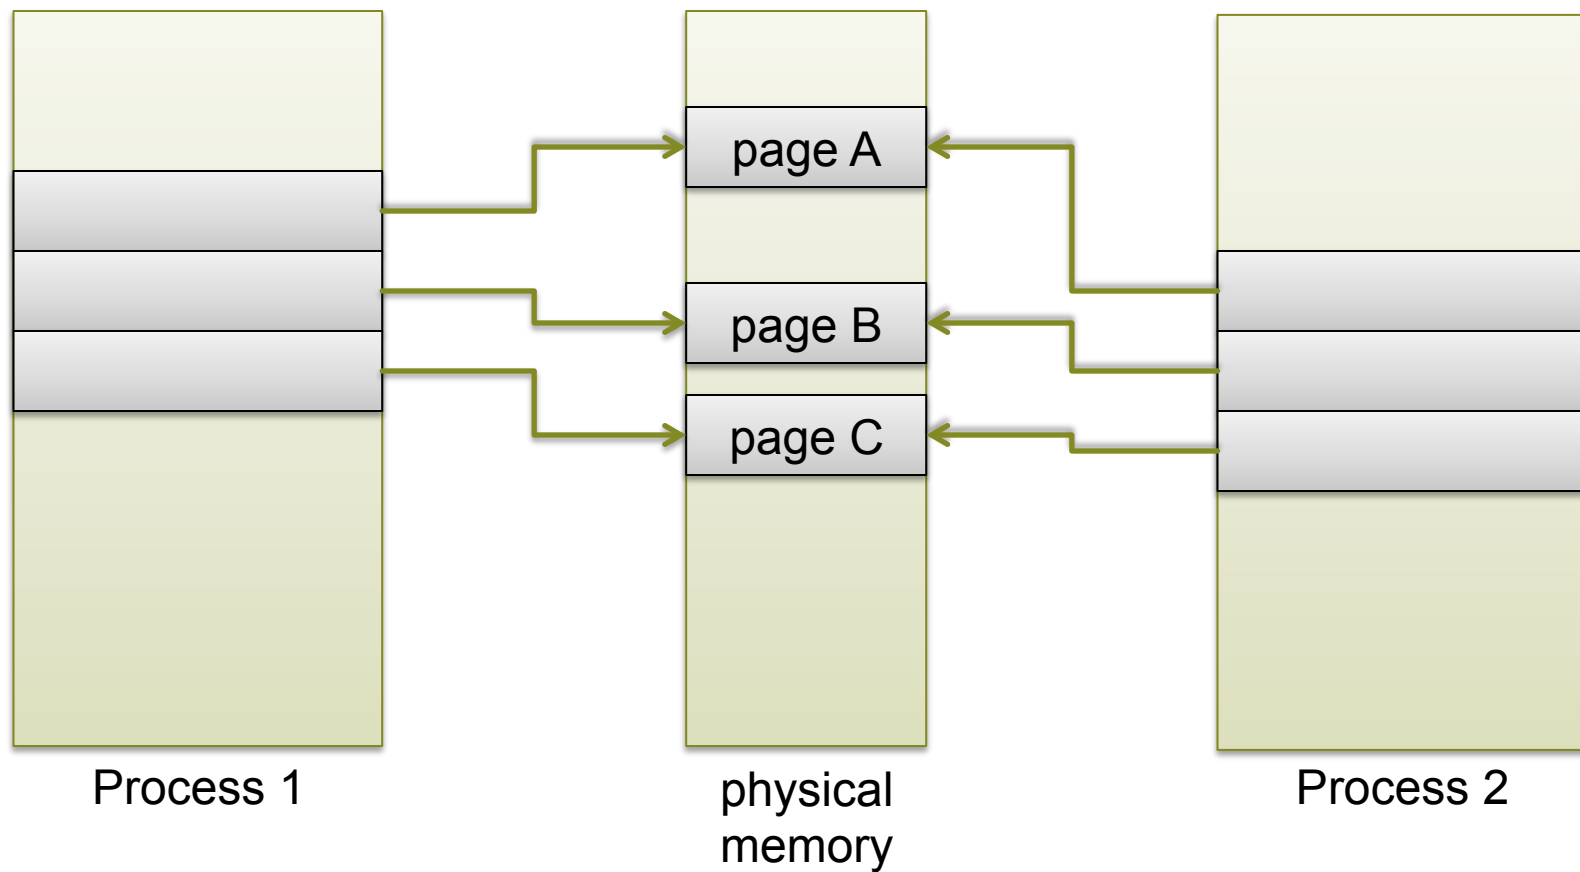 page A
page B
page C
Process 1
physical
memory
Process 2